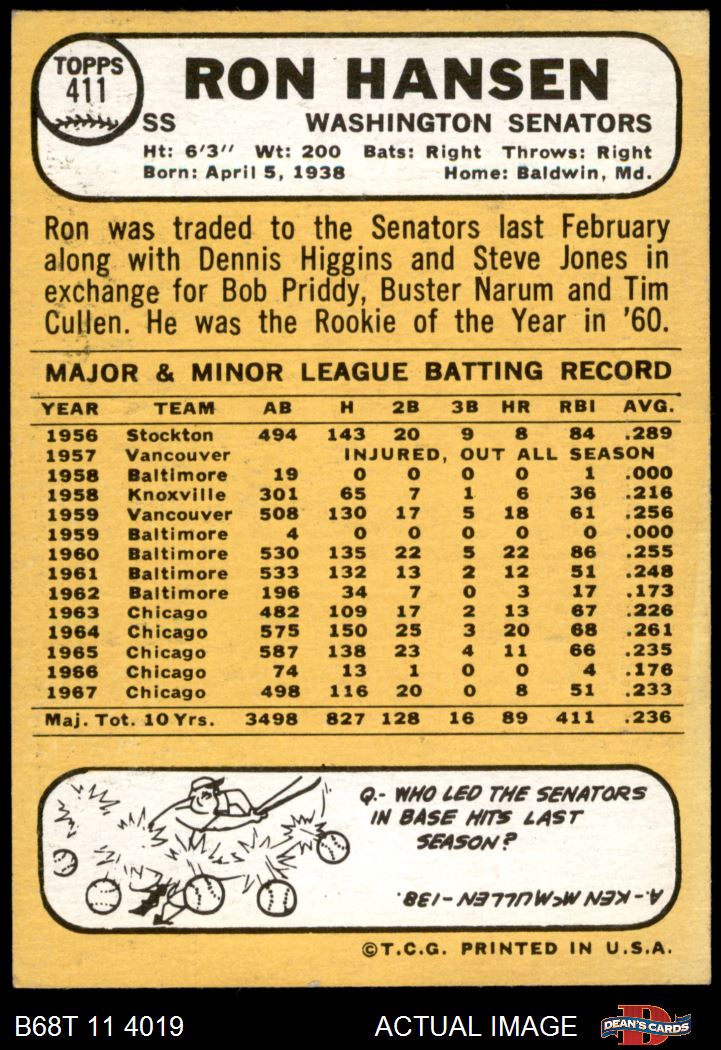 TOPPS
411
RON HANSEN
SS WASHINGTON SENATORS
Ht: 6'3" Wt: 200 Bats: Right Throws: Right
Born: April 5, 1938 Home: Baldwin, Md.
Ron was traded to the Senators last February
along with Dennis Higgins and Steve Jones in
exchange for Bob Priddy, Buster Narum and Tim
Cullen. He was the Rookie of the Year in '60.
MAJOR & MINOR LEAGUE BATTING RECORD
YEAR TEAM AB H 2B 3B HR RBI AVG.
1956 Stockton 494 143 20 9 8 84 .289
1957 Vancouver INJURED, OUT ALL SEASON
1958 Baltimore 19 0 0 0 0 1 .000
1958 Knoxville 301 65 7 1 6 36 .216
1959 Vancouver 508 130 17 5 18 61 .256
1959 Baltimore 4 0 0 0 0 0 .000
1960 Baltimore 530 135 22 5 22 86 .255
1961 Baltimore 533 132 13 2 12 51 .248
1962 Baltimore 196 34 7 0 3 17 .173
1963 Chicago 482 109 17 2 13 67 .226
1964 Chicago 575 150 25 3 20 68 .261
1965 Chicago 587 138 23 4 11 66 .235
1966 Chicago 74 13 1 0 0 4 .176
1967 Chicago 498 116 20 0 8 51 .233
Maj. Tot. 10 Yrs. 3498 827 128 16 89 411 .236
Q.- WHO LED THE SENATORS
IN BASE HITS LAST
SEASON?
A.- KEN McMULLEN -138.
©T.C.G. PRINTED IN U.S.A.
B68T 11 4019 ACTUAL IMAGE D DEAN'S CARDS